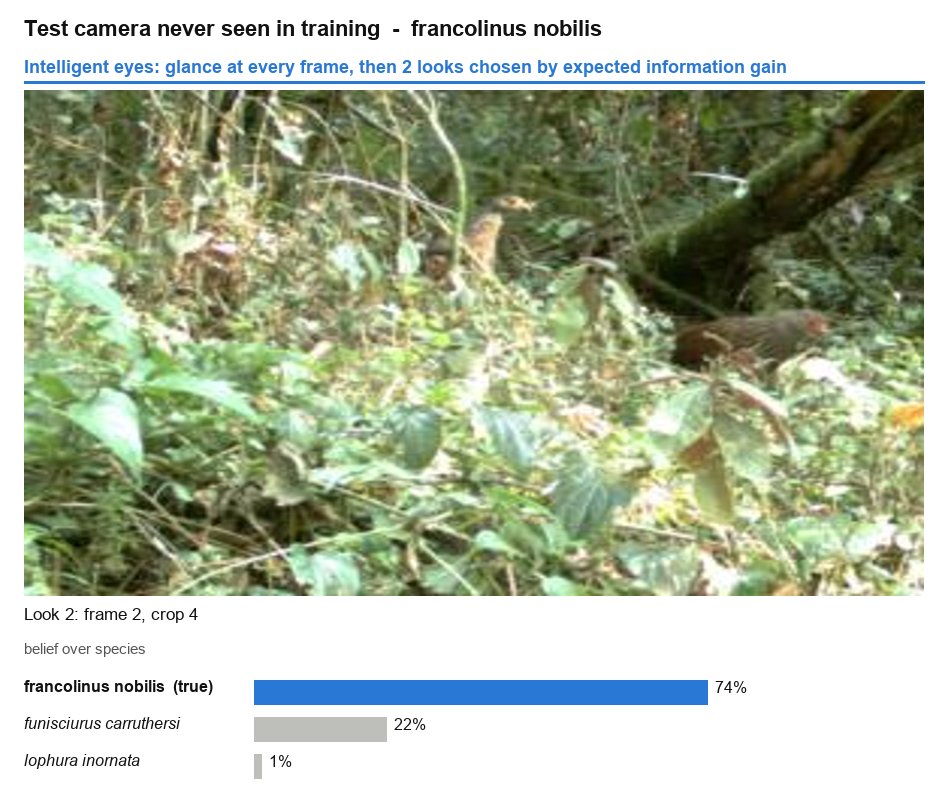 Test camera never seen in training - francolinus nobilis
Intelligent eyes: glance at every frame, then 2 looks chosen by expected information gain
Look 2: frame 2, crop 4
belief over species
francolinus nobilis (true) 74%
funisciurus carruthersi 22%
lophura inornata 1%